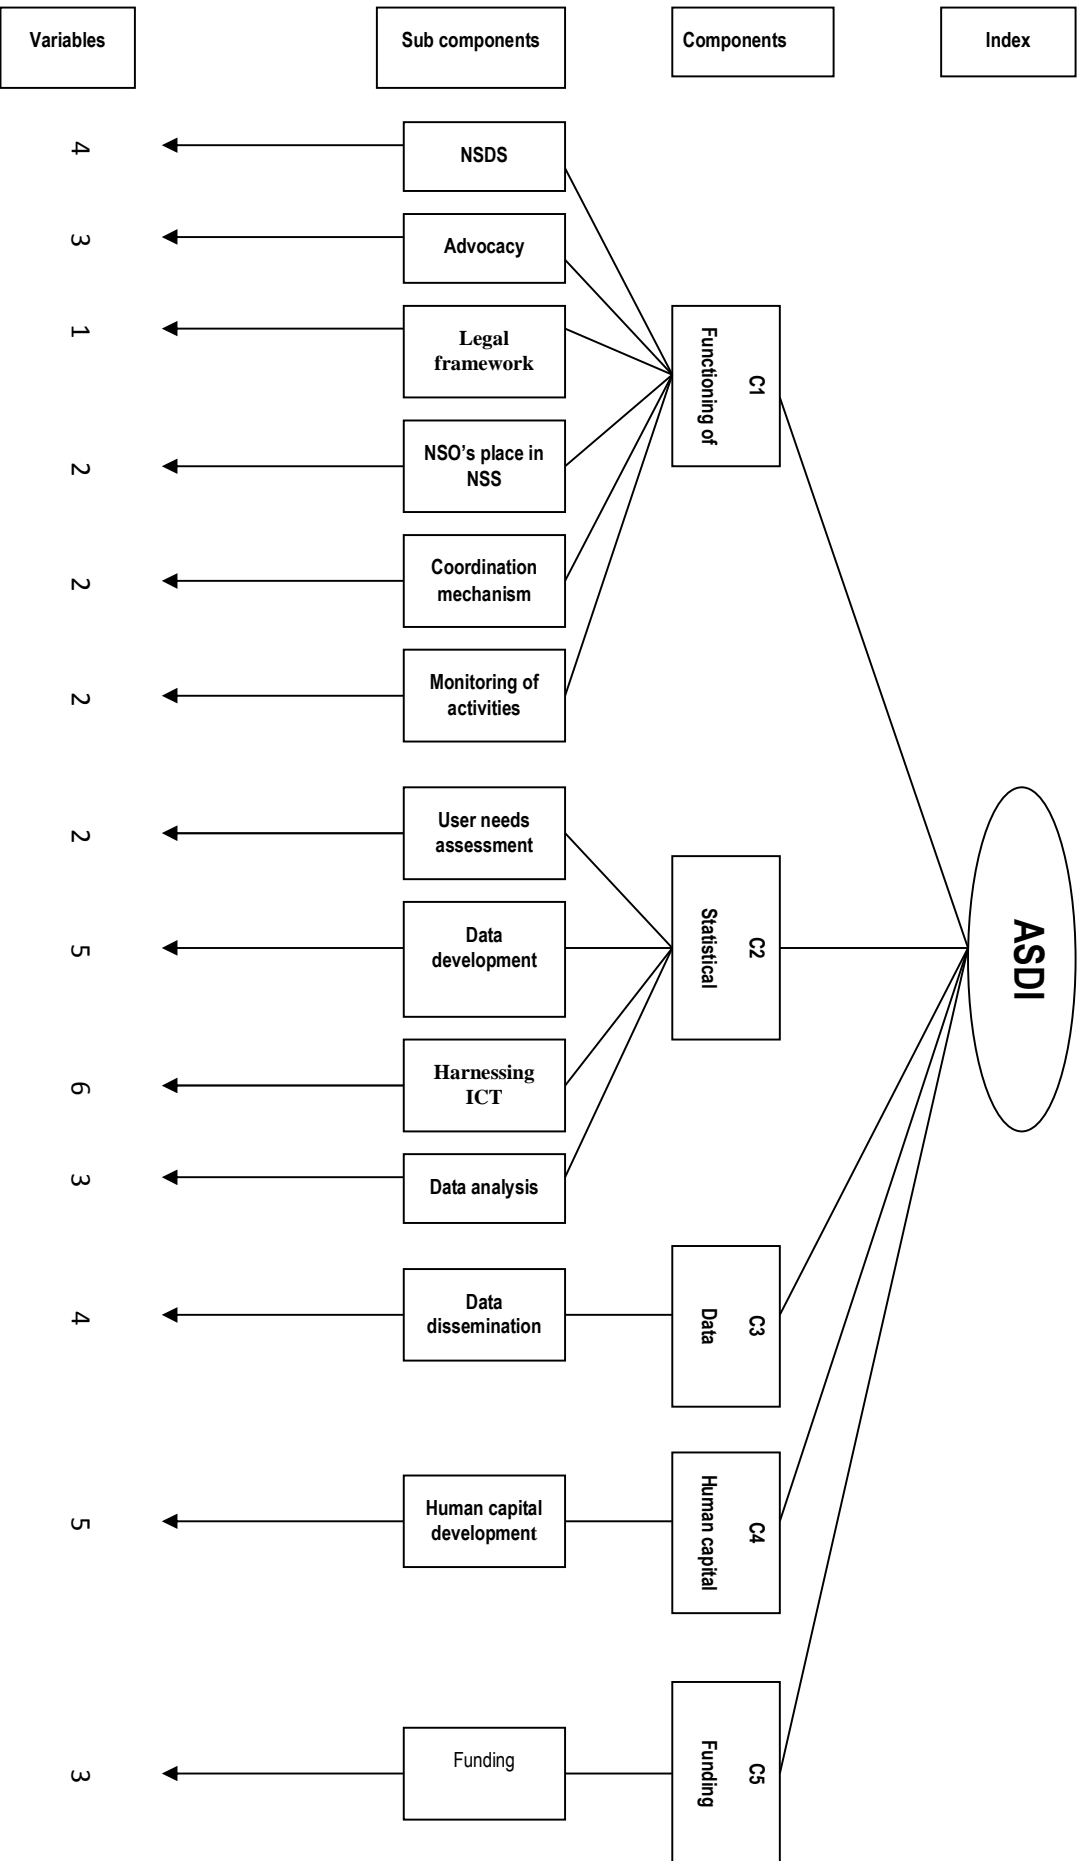 Variables
Sub components
Components
Index
NSDS
4
Advocacy
3
Legal
framework
1
C1
Functioning of
NSO’s place in
NSS
2
Coordination
mechanism
2
Monitoring of
activities
2
ASDI
User needs
assessment
2
C2
Statistical
Data
development
5
Harnessing
ICT
6
Data analysis
3
C3
Data
Data
dissemination
4
C4
Human capital
Human capital
development
5
C5
Funding
Funding
3